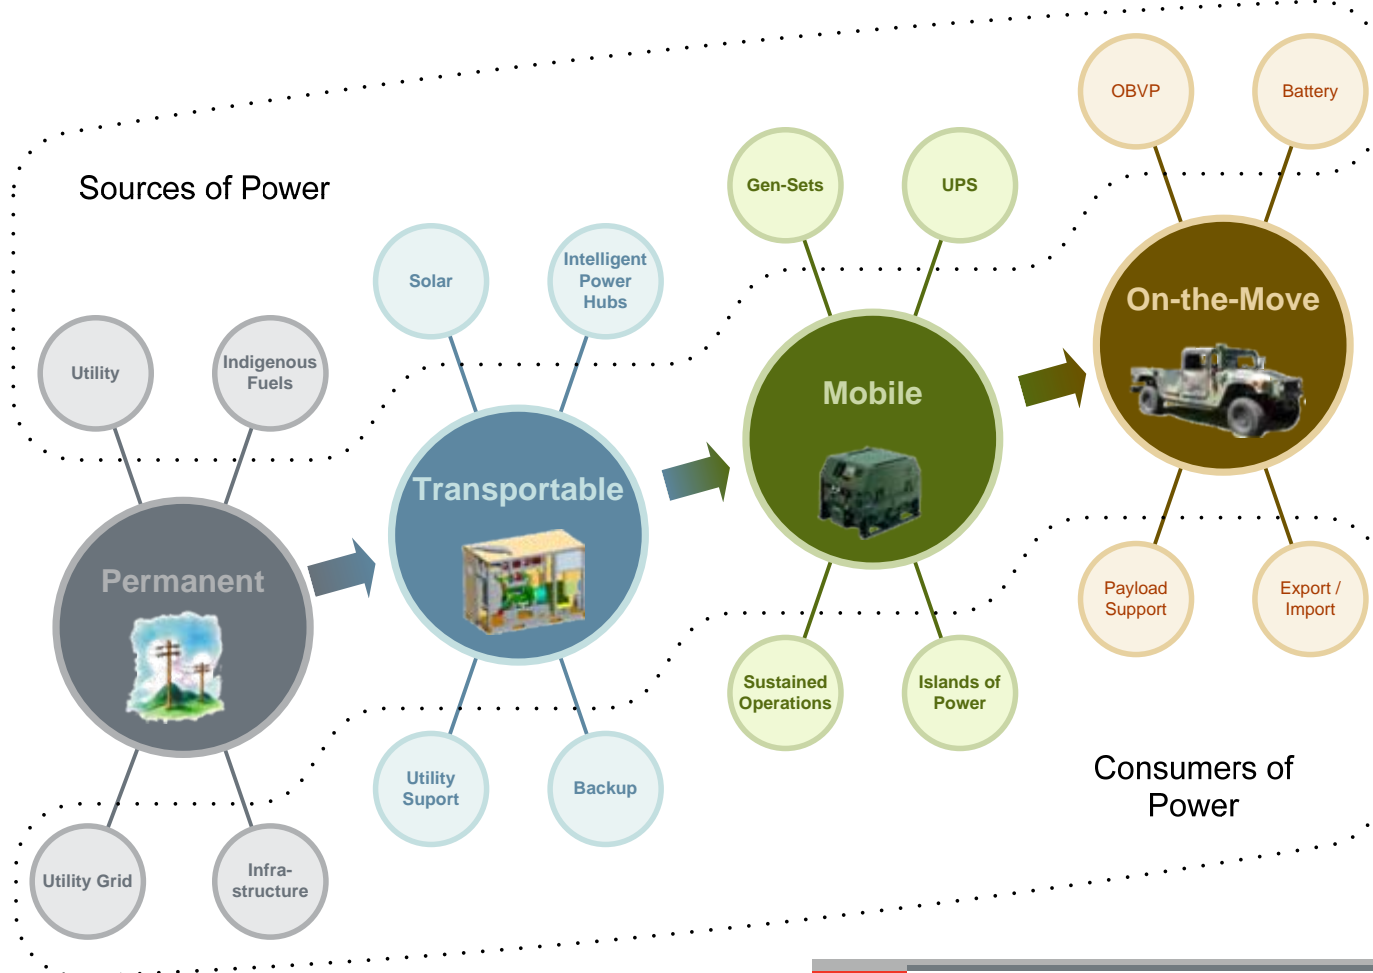 OBVP
Battery
Sources of Power
Gen-Sets
UPS
Solar
Intelligent
Power
Hubs
On-the-Move
Utility
Indigenous
Fuels
Mobile
Transportable
Permanent
Payload
Support
Export /
Import
Sustained
Operations
Islands of
Power
Utility
Suport
Backup
Consumers of
Power
Utility Grid
Infra-
structure